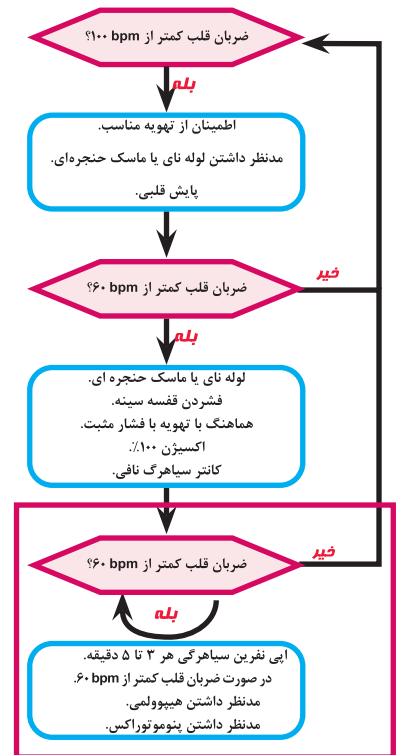 ضربان قلب کمتر از ۱۰۰ bpm؟
بله
اطمینان از تهویه مناسب.
مدنظر داشتن لوله نای یا ماسک حنجره‌ای.
پایش قلبی.
ضربان قلب کمتر از ۶۰ bpm؟
خیر
بله
لوله نای یا ماسک حنجره ای.
فشردن قفسه سینه.
هماهنگ با تهویه با فشار مثبت.
اکسیژن ۱۰۰٪.
کانتر سیاهرگ نافی.
ضربان قلب کمتر از ۶۰ bpm؟
خیر
بله
اپی نفرین سیاهرگی هر ۳ تا ۵ دقیقه.
در صورت ضربان قلب کمتر از ۶۰ bpm.
مدنظر داشتن هیپوولمی.
مدنظر داشتن پنوموتوراکس.